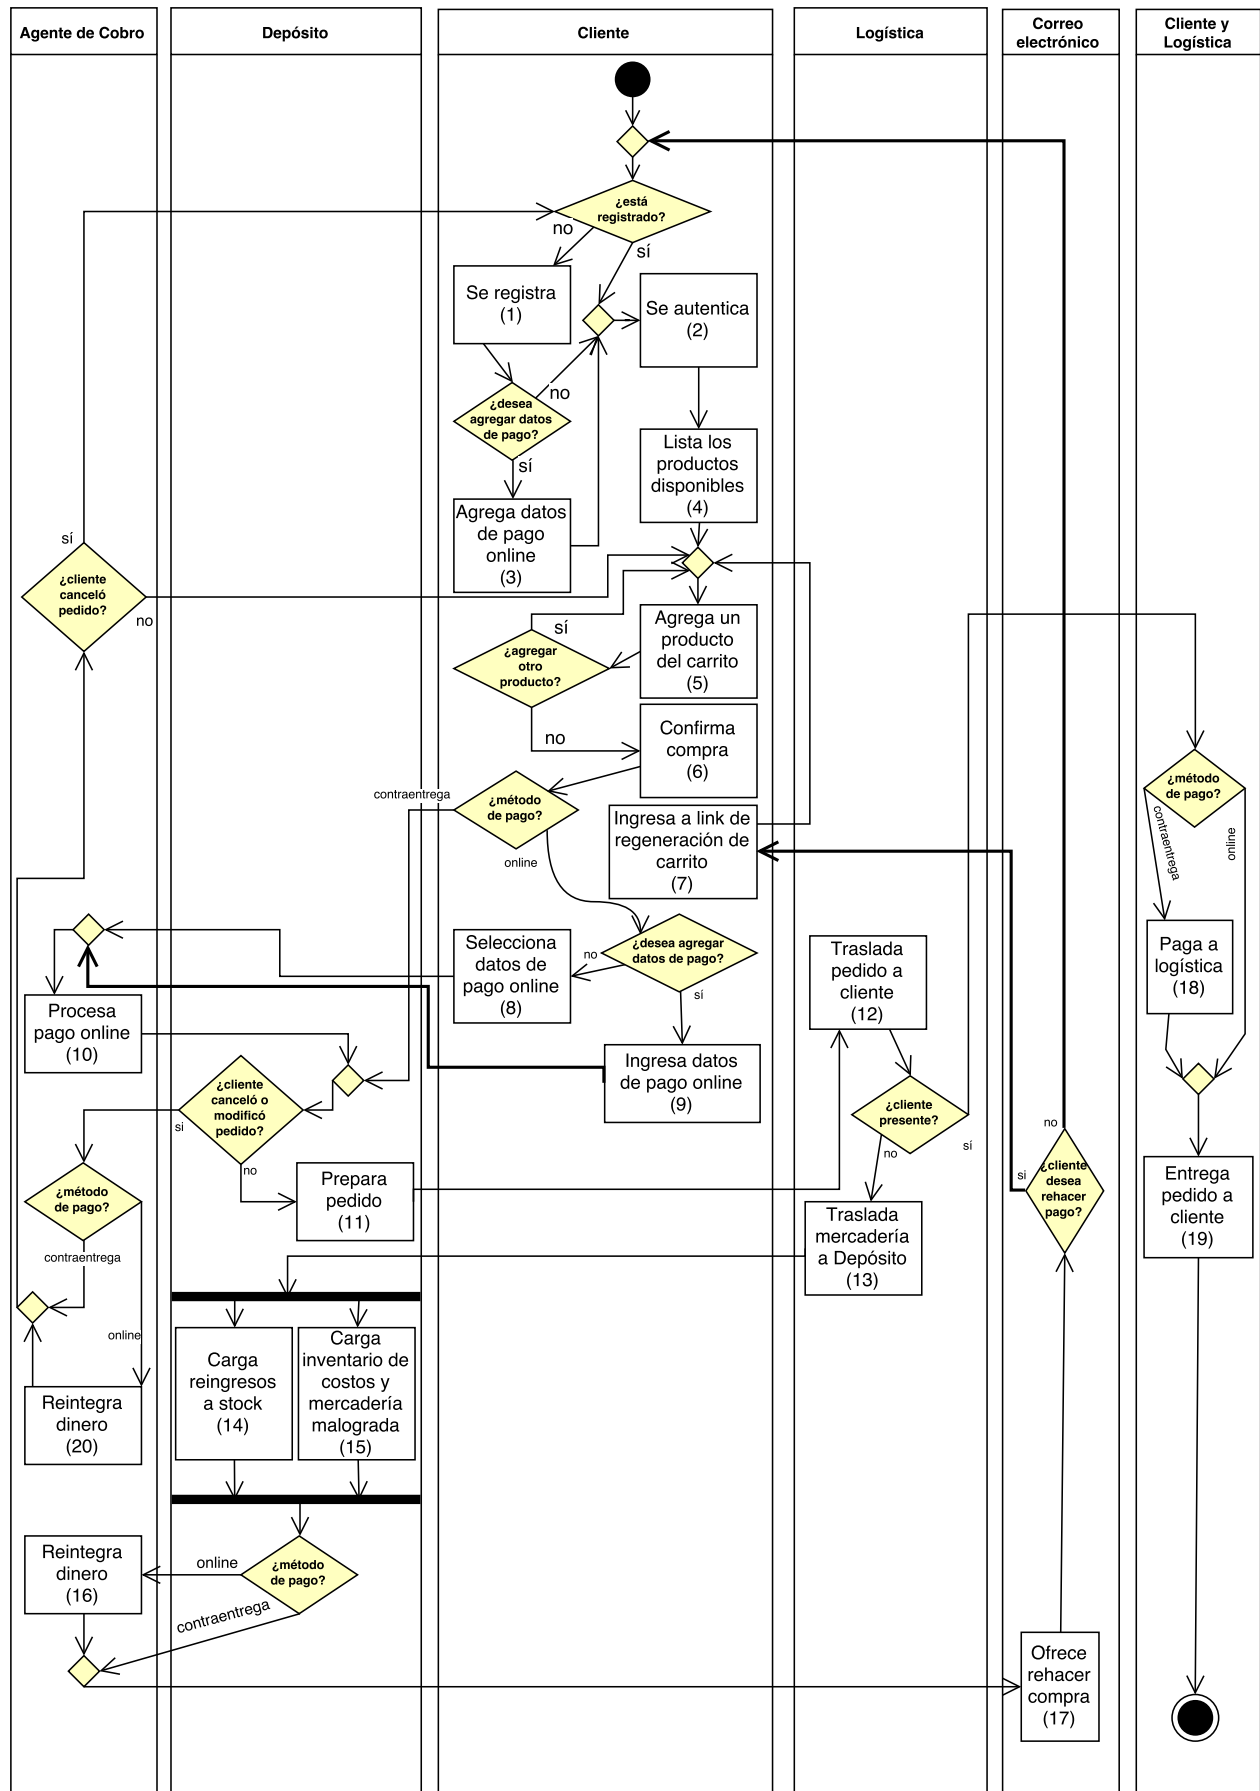 Agente de Cobro
Depósito
Cliente
Logística
Correo
electrónico
Cliente y
Logística
¿está
registrado?
no
sí
Se registra
(1)
Se autentica
(2)
¿desea
agregar datos
de pago?
no
sí
Lista los
productos
disponibles
(4)
Agrega datos
de pago
online
(3)
sí
¿cliente
canceló
pedido?
no
Agrega un
producto
del carrito
(5)
sí
¿agregar
otro
producto?
no
Confirma
compra
(6)
¿método
de pago?
contraentrega
online
Ingresa a link de
regeneración de
carrito
(7)
¿método
de pago?
contraentrega
online
¿desea agregar
datos de pago?
no
sí
Selecciona
datos de
pago online
(8)
Traslada
pedido a
cliente
(12)
Paga a
logística
(18)
Procesa
pago online
(10)
Ingresa datos
de pago online
(9)
¿cliente
canceló o
modificó
pedido?
si
no
¿cliente
presente?
sí
no
no
si
¿cliente
desea
rehacer
pago?
Prepara
pedido
(11)
Entrega
pedido a
cliente
(19)
¿método
de pago?
contraentrega
online
Traslada
mercadería
a Depósito
(13)
Carga
reingresos
a stock
(14)
Carga
inventario de
costos y
mercadería
malograda
(15)
Reintegra
dinero
(20)
Reintegra
dinero
(16)
online
¿método
de pago?
contraentrega
Ofrece
rehacer
compra
(17)